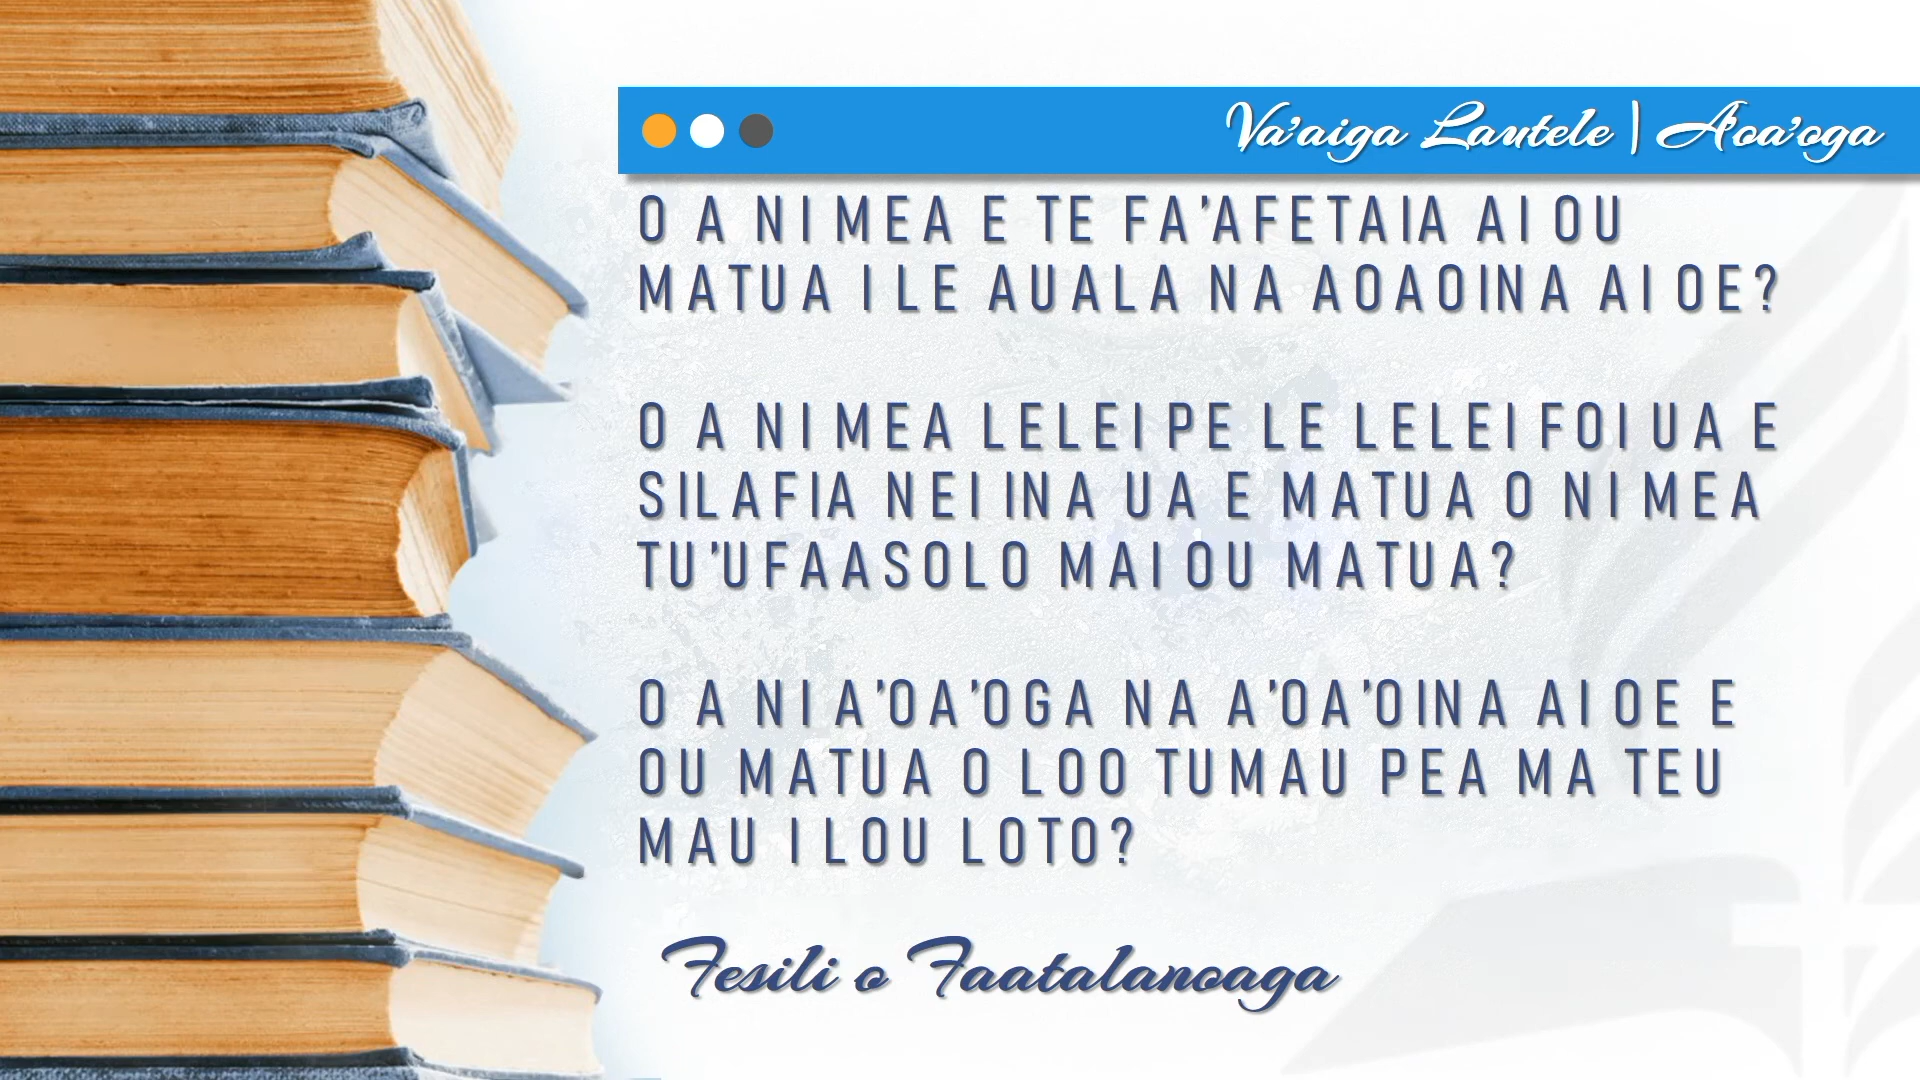 Va'aiga Lautele | A'oa'oga
O A NI MEA E TE FA'AFETAIA AI OU
MATUA I LE AUALA NA AOAOINA AI OE?
O A NI MEA LELEI PE LE LELEI FOI UA E
SILAFIA NEI INA UA E MATUA O NI MEA
TU'UFAASOLO MAI OU MATUA?
O A NI A'OA'OGA NA A'OA'OINA AI OE E
OU MATUA O LOO TUMAU PEA MA TEU
MAU I LOU LOTO?
Fesili o Faatalanoaga